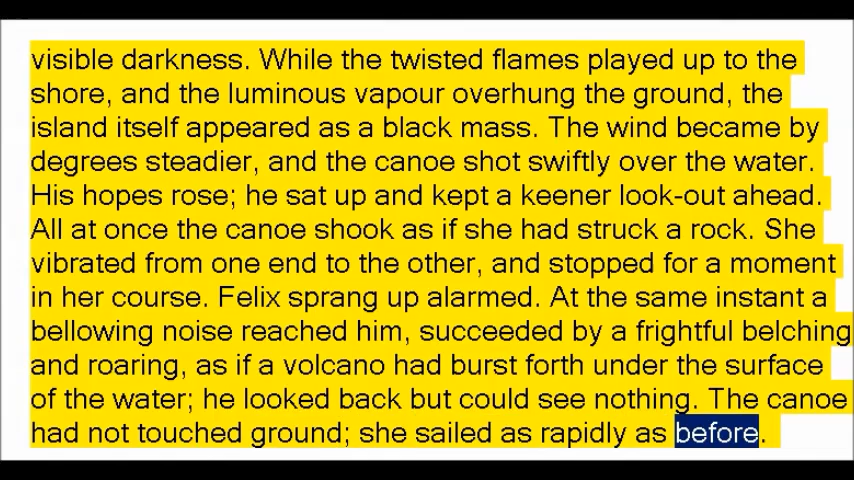 visible darkness. While the twisted flames played up to the
shore, and the luminous vapour overhung the ground, the
island itself appeared as a black mass. The wind became by
degrees steadier, and the canoe shot swiftly over the water.
His hopes rose; he sat up and kept a keener look-out ahead.
All at once the canoe shook as if she had struck a rock. She
vibrated from one end to the other, and stopped for a moment
in her course. Felix sprang up alarmed. At the same instant a
bellowing noise reached him, succeeded by a frightful belching
and roaring, as if a volcano had burst forth under the surface
of the water; he looked back but could see nothing. The canoe
had not touched ground; she sailed as rapidly as before.